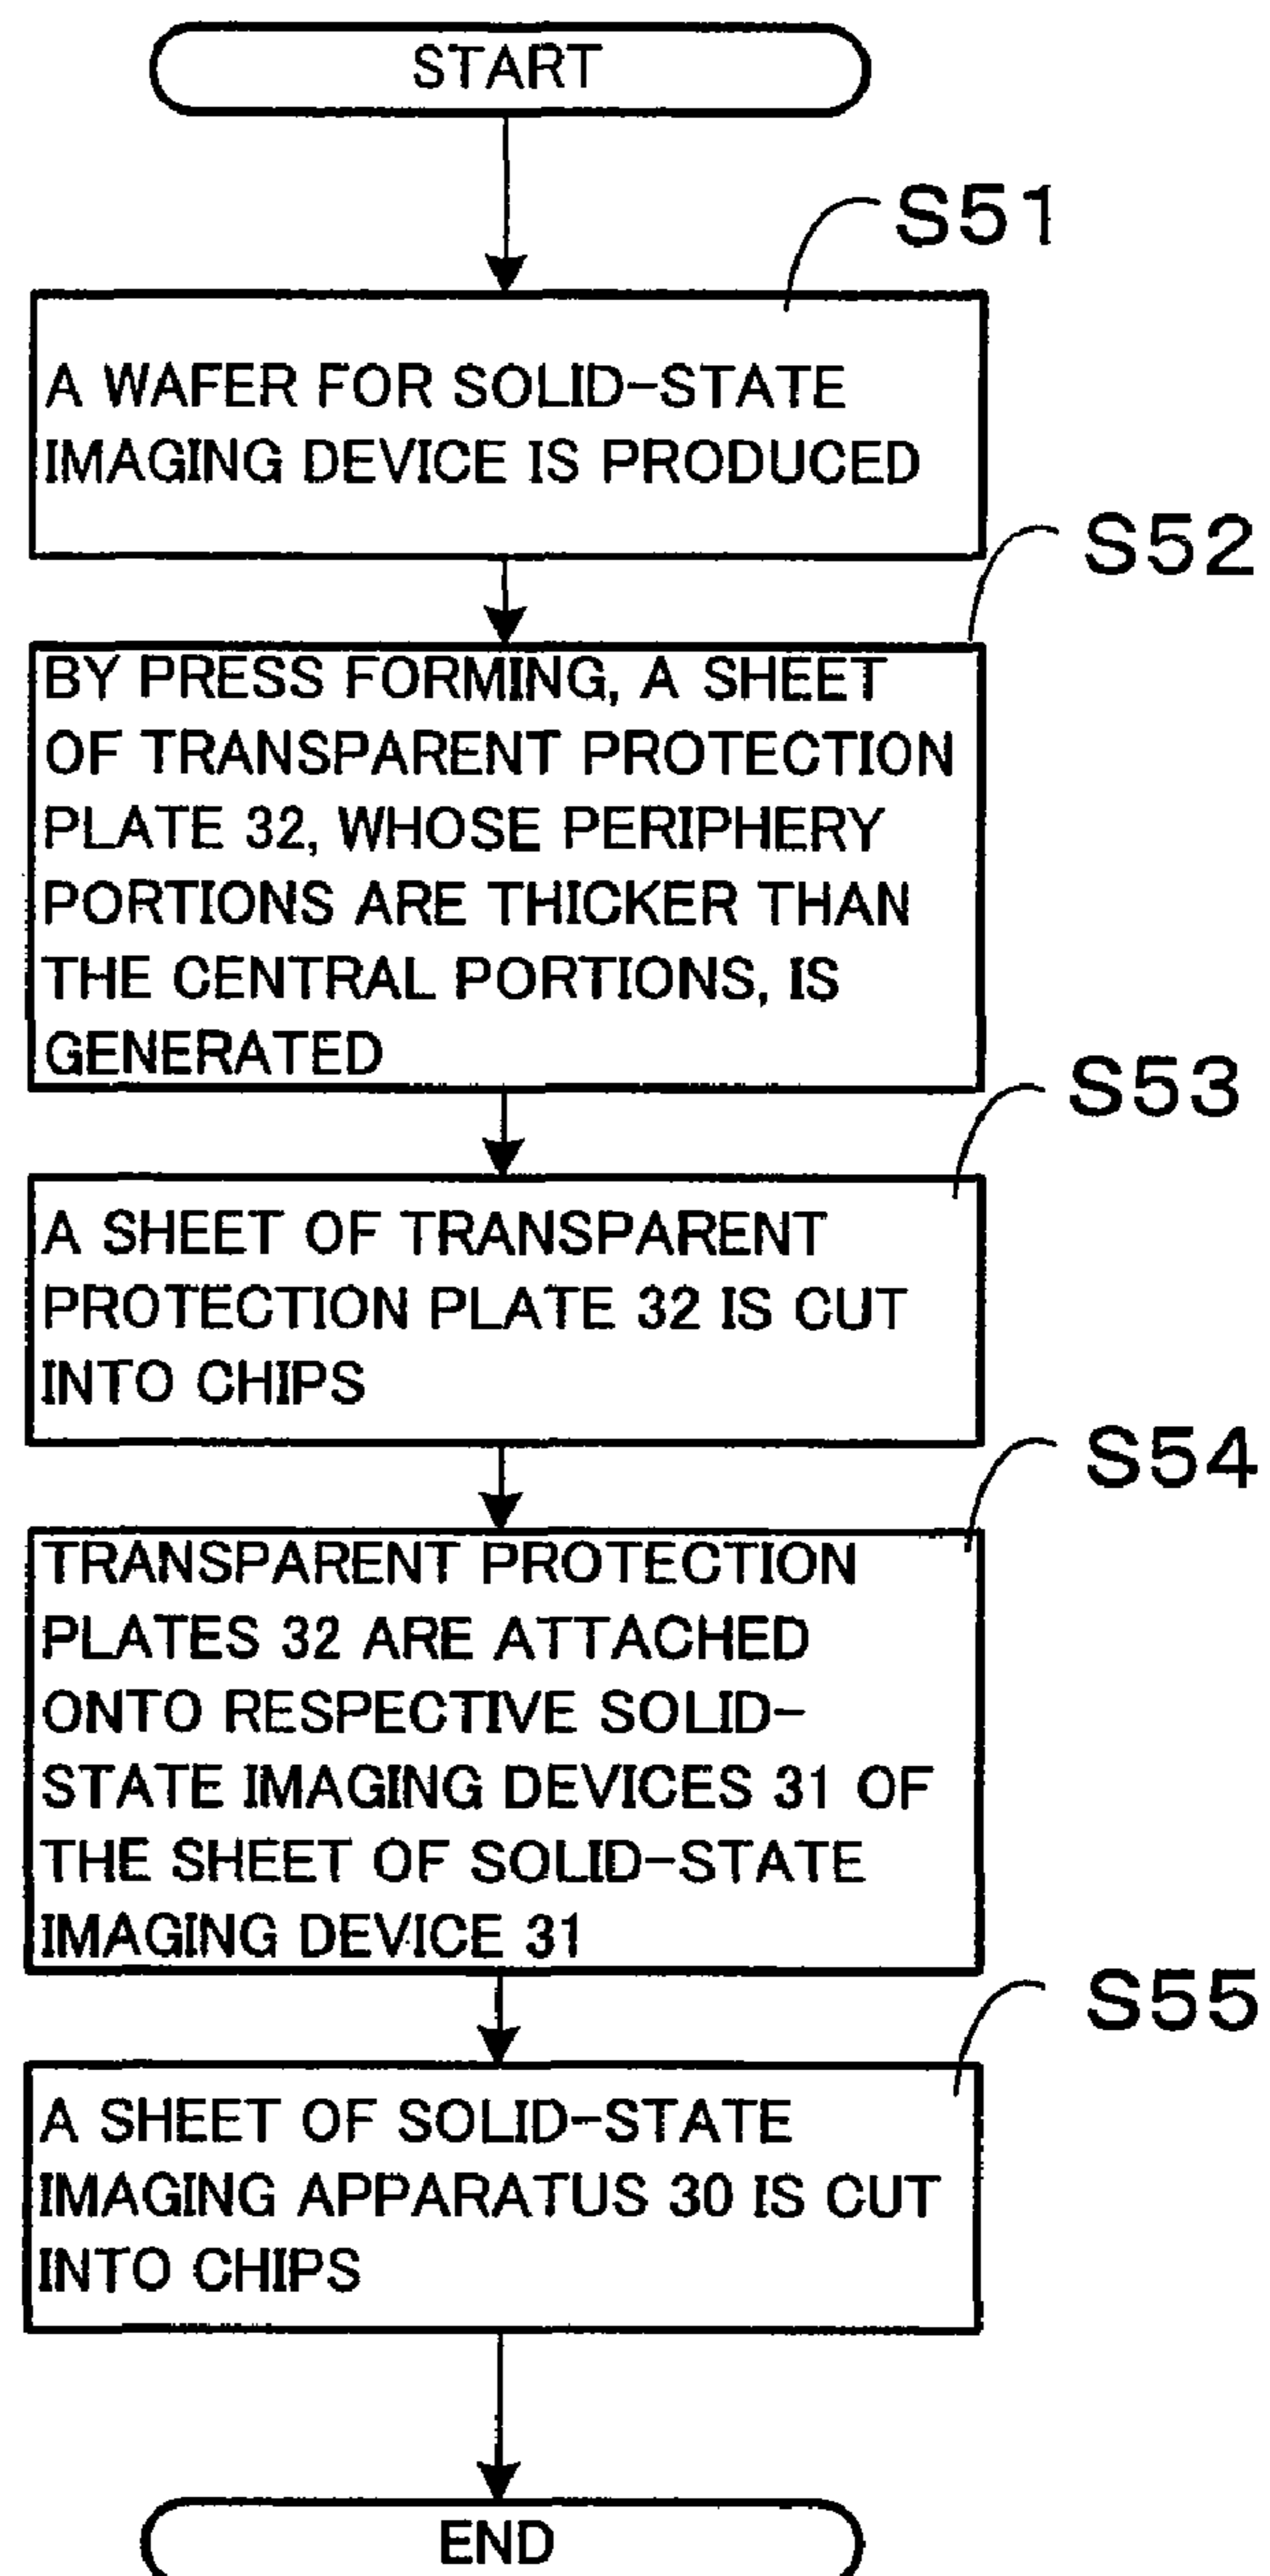 START
S51
A WAFER FOR SOLID-STATE
IMAGING DEVICE IS PRODUCED
S52
BY PRESS FORMING, A SHEET
OF TRANSPARENT PROTECTION
PLATE 32, WHOSE PERIPHERY
PORTIONS ARE THICKER THAN
THE CENTRAL PORTIONS, IS
GENERATED
S53
A SHEET OF TRANSPARENT
PROTECTION PLATE 32 IS CUT
INTO CHIPS
S54
TRANSPARENT PROTECTION
PLATES 32 ARE ATTACHED
ONTO RESPECTIVE SOLID-
STATE IMAGING DEVICES 31 OF
THE SHEET OF SOLID-STATE
IMAGING DEVICE 31
S55
A SHEET OF SOLID-STATE
IMAGING APPARATUS 30 IS CUT
INTO CHIPS
END